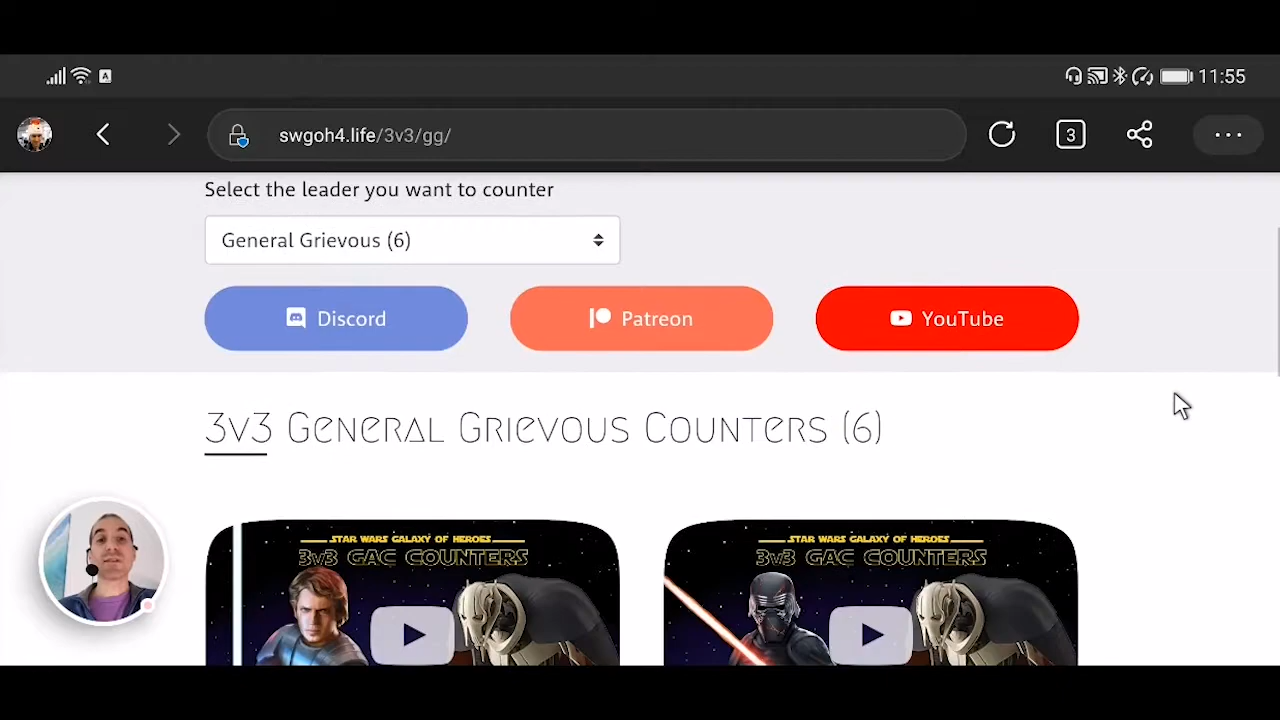 A
11:55
swgoh4.life/3v3/gg/
3
Select the leader you want to counter
General Grievous (6)
Discord
Patreon
YouTube
3v3 General Grievous Counters (6)
STAR WARS GALAXY OF HEROES
3V3 GAC COUNTERS
STAR WARS GALAXY OF HEROES
3V3 GAC COUNTERS